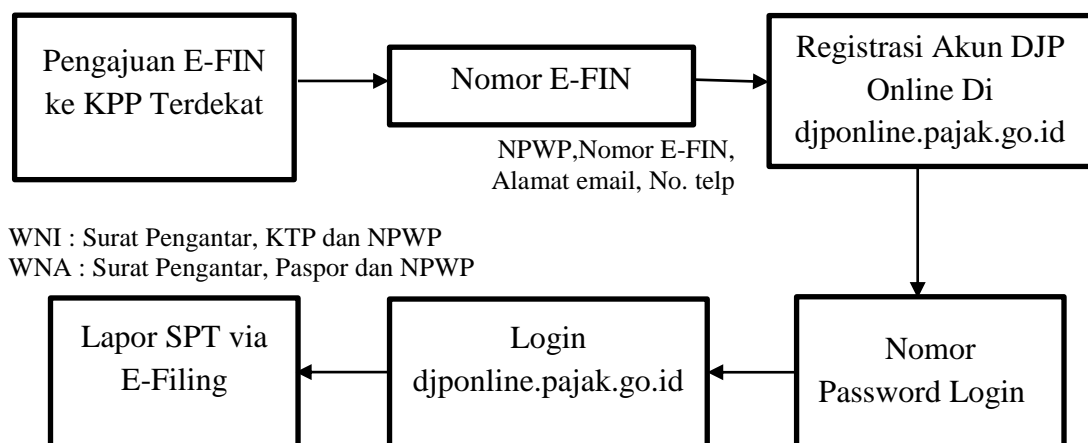 Pengajuan E-FIN
ke KPP Terdekat
Nomor E-FIN
Registrasi Akun DJP
Online Di
djponline.pajak.go.id
NPWP,Nomor E-FIN,
Alamat email, No. telp
WNI : Surat Pengantar, KTP dan NPWP
WNA : Surat Pengantar, Paspor dan NPWP
Lapor SPT via
E-Filing
Login
djponline.pajak.go.id
Nomor
Password Login